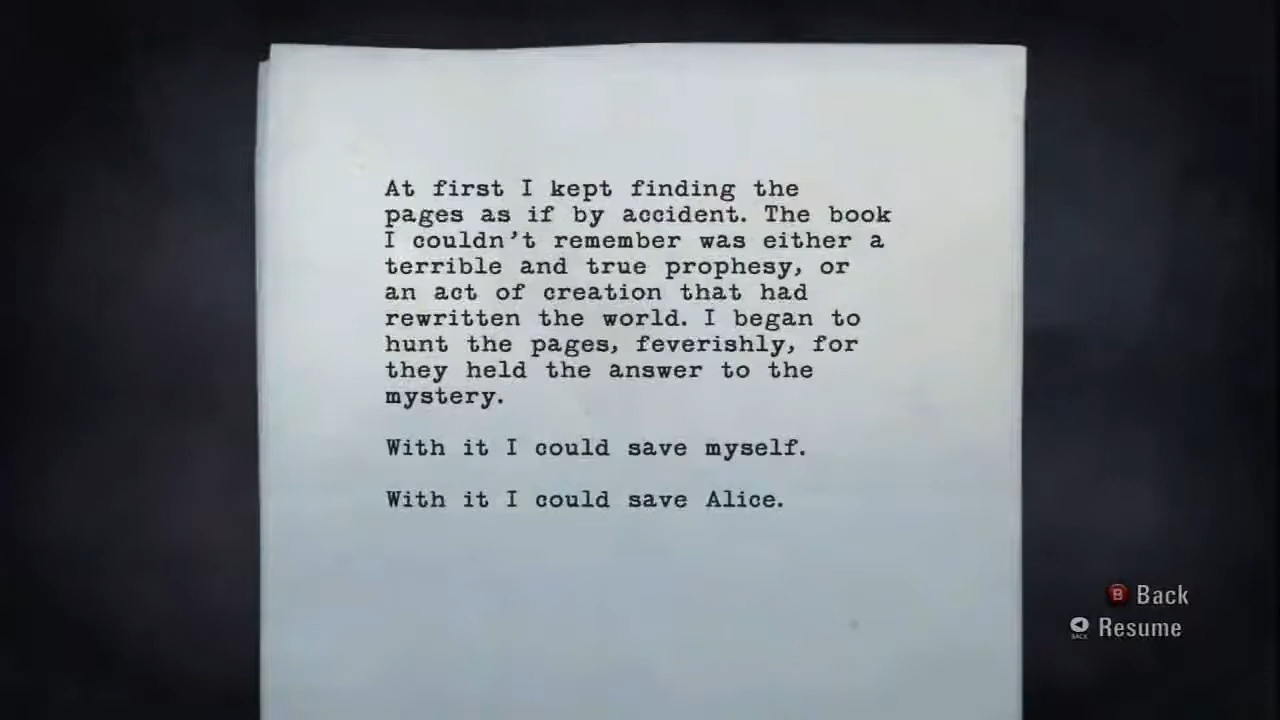 At first I kept finding the
pages as if by accident. The book
I couldn't remember was either a
terrible and true prophesy, or
an act of creation that had
rewritten the world. I began to
hunt the pages, feverishly, for
they held the answer to the
mystery.
With it I could save myself.
With it I could save Alice.
B Back
BACK Resume